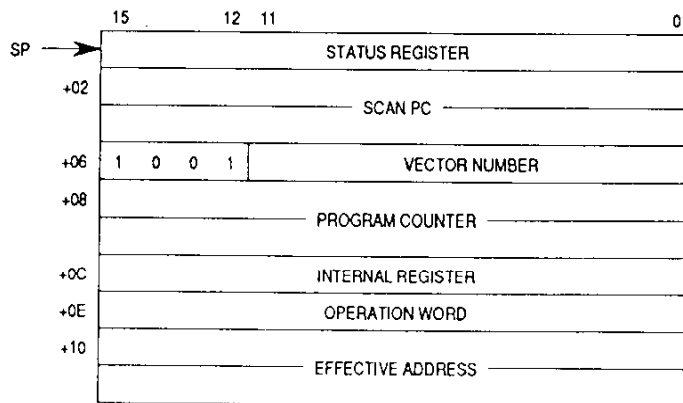 15 12 11 0
SP STATUS REGISTER
+02
SCAN PC
+06 1 0 0 1 VECTOR NUMBER
+08
PROGRAM COUNTER
+0C INTERNAL REGISTER
+0E OPERATION WORD
+10
EFFECTIVE ADDRESS